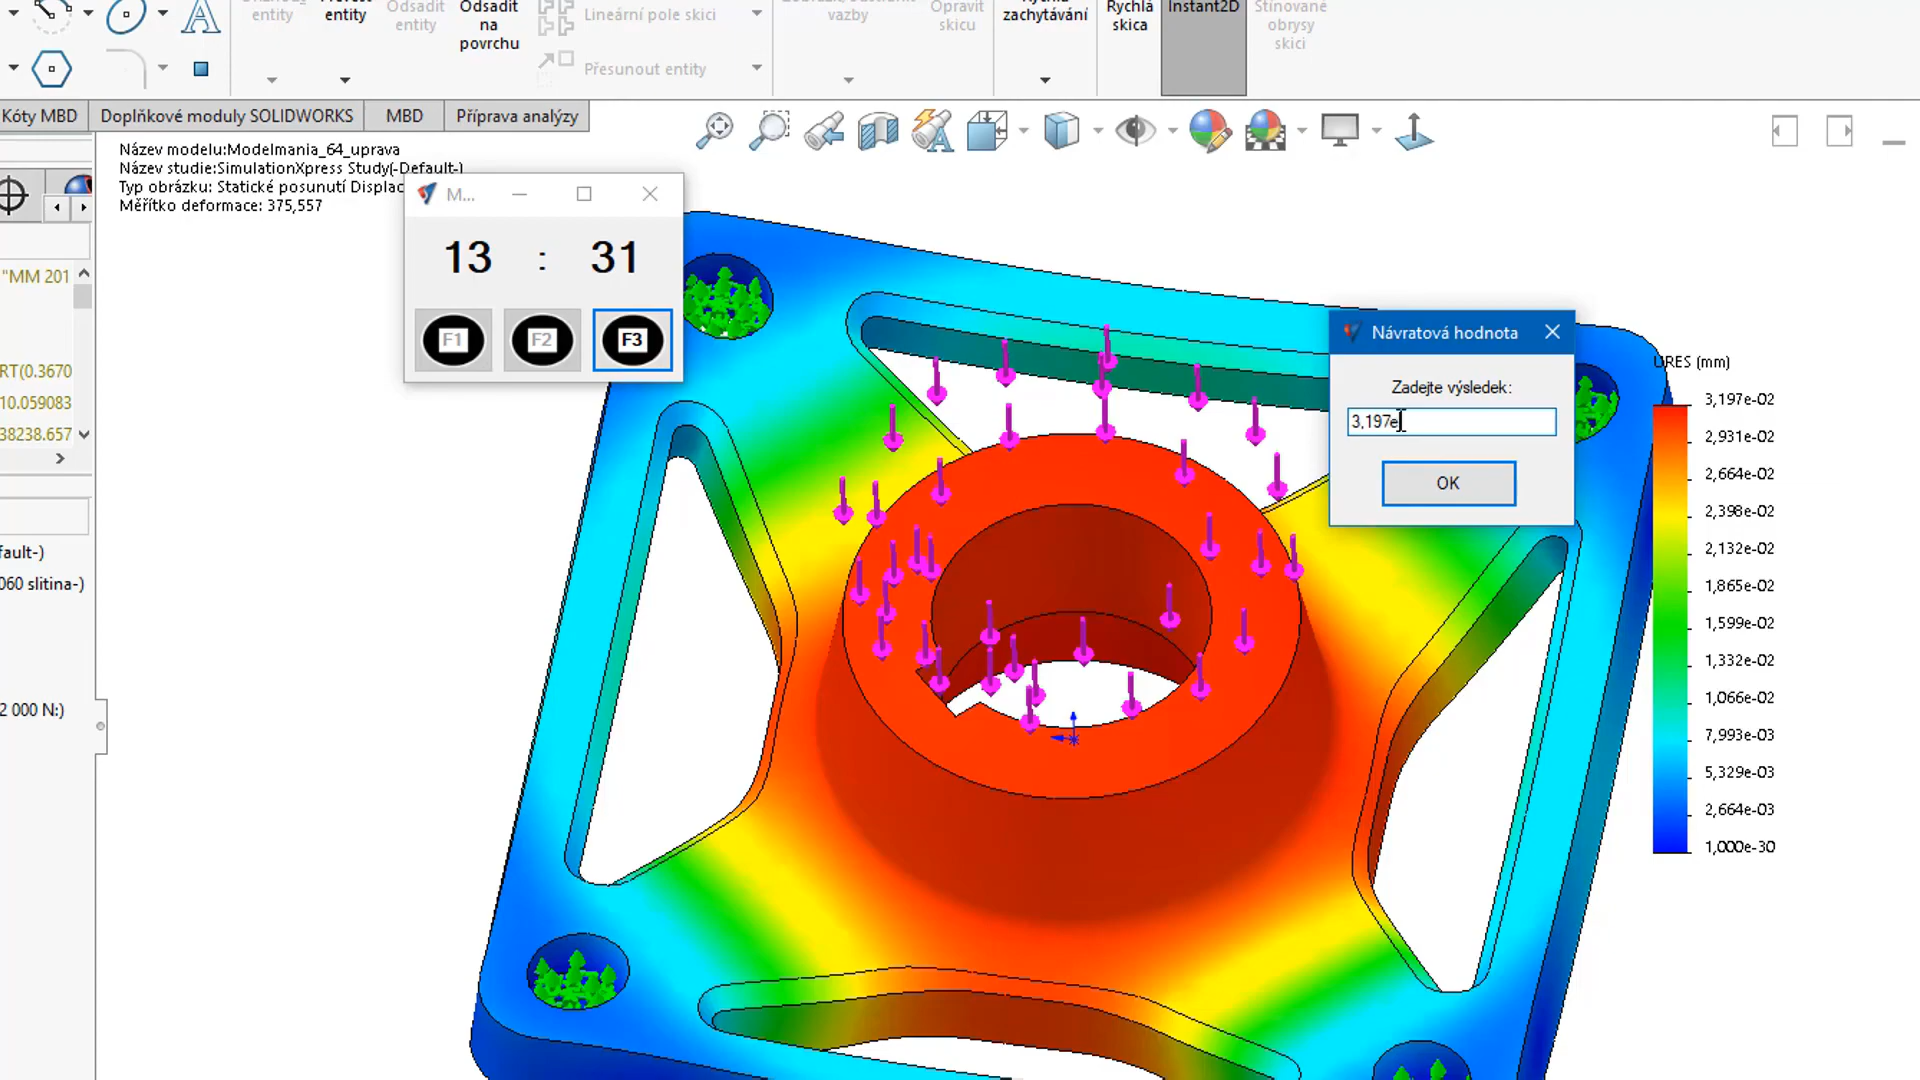 entity
entity
Odsadit
entity
Odsadit
na
povrchu
Lineární pole skici
Přesunout entity
vazby
Opravit
skicu
zachytávání
Rychlá
skica
Instant2D
Stínované
obrysy
skici
Kóty MBD
Doplňkové moduly SOLIDWORKS
MBD
Příprava analýzy
Název modelu:Modelmania_64_uprava
Název studie:SimulationXpress Study(-Default-)
Typ obrázku: Statické posunutí Displac
Měřítko deformace: 375,557
M...
13 : 31
F1
F2
F3
"MM 201
RT(0.3670
10.059083
38238.657
fault-)
060 slitina-)
2 000 N:)
Návratová hodnota
Zadejte výsledek:
3,197e
OK
URES (mm)
3,197e-02
2,931e-02
2,664e-02
2,398e-02
2,132e-02
1,865e-02
1,599e-02
1,332e-02
1,066e-02
7,993e-03
5,329e-03
2,664e-03
1,000e-30